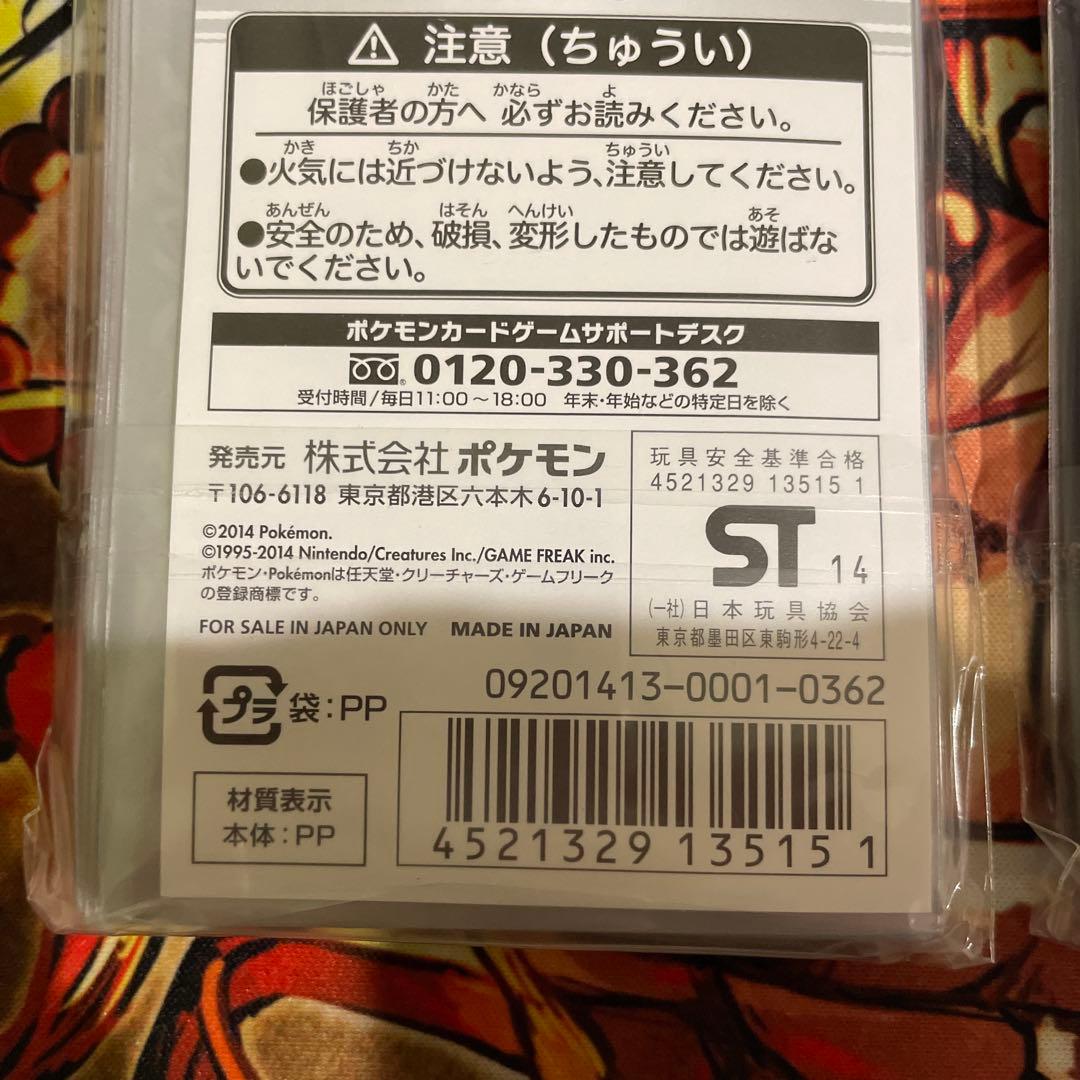 注意（ちゅうい）
ほごしゃ かた かなら よ
保護者の方へ 必ずお読みください。
かき ちか ちゅうい
●火気には近づけないよう、注意してください。
あんぜん はそん へんけい あそ
●安全のため、破損、変形したものでは遊ばな
いでください。
ポケモンカードゲームサポートデスク
0120-330-362
受付時間/毎日11:00～18:00 年末・年始などの特定日を除く
発売元 株式会社 ポケモン
〒106-6118 東京都港区六本木6-10-1
©2014 Pokémon.
©1995-2014 Nintendo/Creatures Inc./GAME FREAK inc.
ポケモン・Pokémonは任天堂・クリーチャーズ・ゲームフリーク
の登録商標です。
FOR SALE IN JAPAN ONLY MADE IN JAPAN
玩具安全基準合格
4521329 13515 1
ST 14
(一社)日本玩具協会
東京都墨田区東駒形4-22-4
プラ 袋:PP
09201413-0001-0362
材質表示
本体:PP
4521329 135151